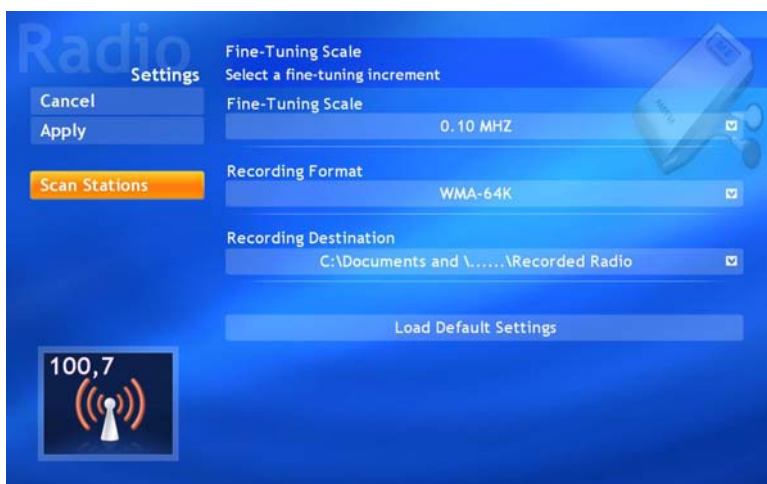 Radio
Settings
Cancel
Apply
Scan Stations
Fine-Tuning Scale
Select a fine-tuning increment
Fine-Tuning Scale
0.10 MHZ
Recording Format
WMA-64K
Recording Destination
C:\Documents and \......\Recorded Radio
Load Default Settings
100,7